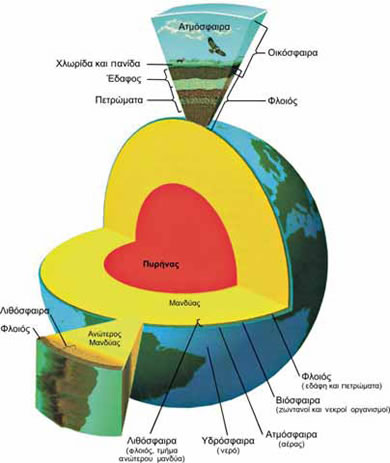 Ατμόσφαιρα
Οικόσφαιρα
Χλωρίδα και πανίδα
Έδαφος
Πετρώματα
Φλοιός
Πυρήνας
Μανδύας
Λιθόσφαιρα
Φλοιός
Ανώτερος
Μανδύας
Φλοιός
(εδάφη και πετρώματα)
Βιόσφαιρα
(ζωντανοί και νεκροί οργανισμοί)
Ατμόσφαιρα
(αέρας)
Υδρόσφαιρα
(νερό)
Λιθόσφαιρα
(φλοιός, τμήμα
ανώτερου μανδύα)